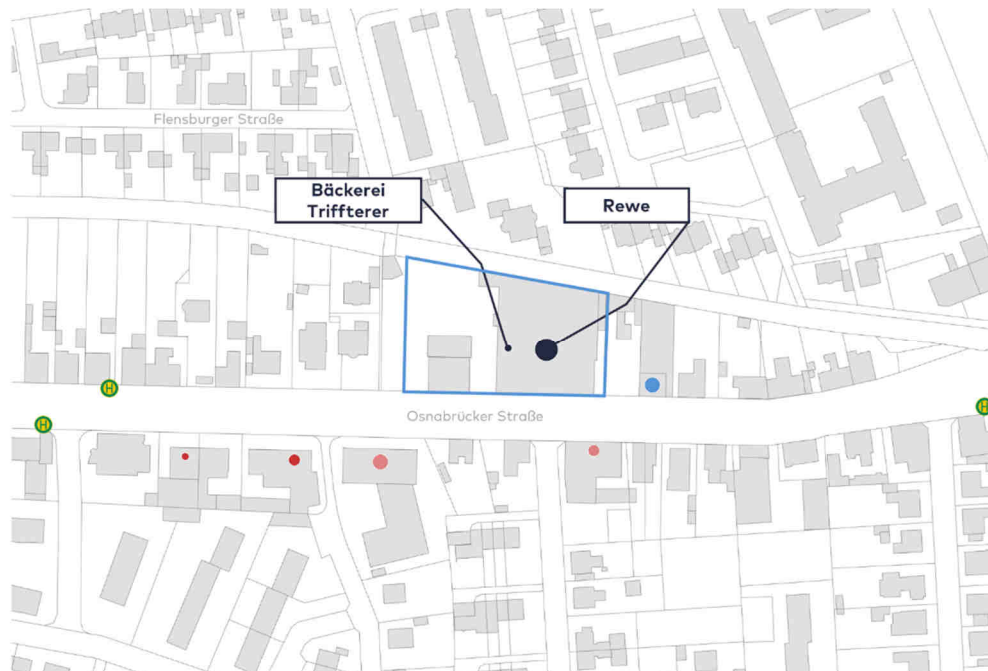 Flensburger Straße
Bäckerei
Triffterer
Rewe
H
Osnabrücker Straße
H
H